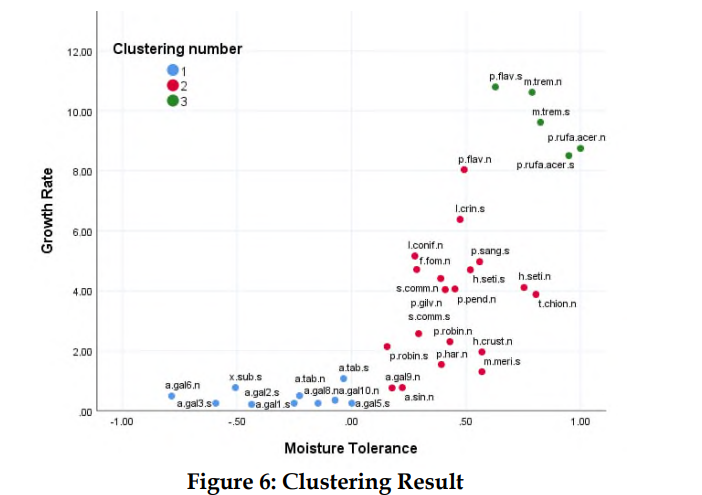 Clustering number
1
2
3
12.00
10.00
8.00
6.00
4.00
2.00
.00
Growth Rate
p.flav.s
m.trem.n
m.trem.s
p.rufa.acer.n
p.rufa.acer.s
p.flav.n
l.crin.s
l.conif.n
f.fom.n
p.sang.s
h.seti.s
h.seti.n
s.comm.n
p.gilv.n
p.pend.n
t.chion.n
s.comm.s
p.robin.n
h.crust.n
p.robin.s
p.har.n
m.meri.s
a.tab.s
x.sub.s
a.tab.n
a.gal9.n
a.gal6.n
a.gal2.s
a.gal8.n
a.gal10.n
a.sin.n
a.gal3.s
a.gal1.s
a.gal5.s
-1.00
-.50
.00
.50
1.00
Moisture Tolerance
Figure 6: Clustering Result